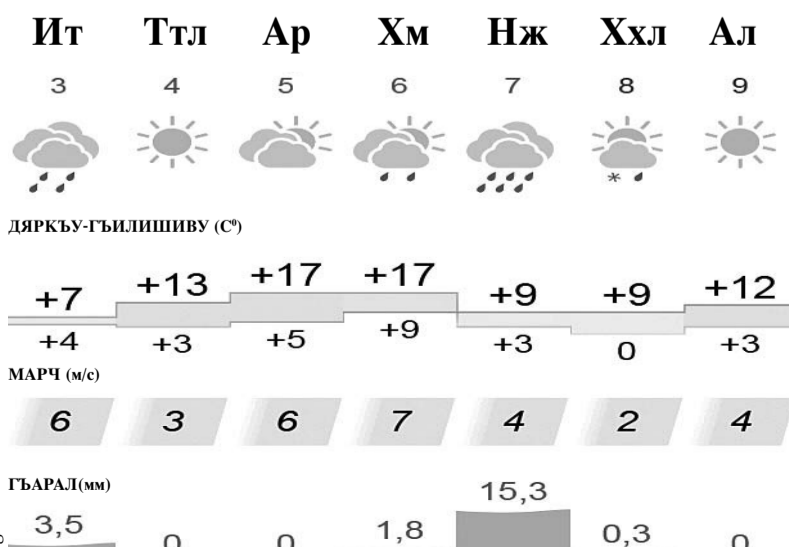 Ит Ттл Ар Хм Нж Ххл Ал
3 4 5 6 7 8 9
ДЯРКЪУ-ГЪИЛИШИВУ (С⁰)
+7 +13 +17 +17 +9 +9 +12
+4 +3 +5 +9 +3 0 +3
МАРЧ (м/с)
6 3 6 7 4 2 4
ГЪАРАЛ(мм)
3,5 0 0 1,8 15,3 0,3 0